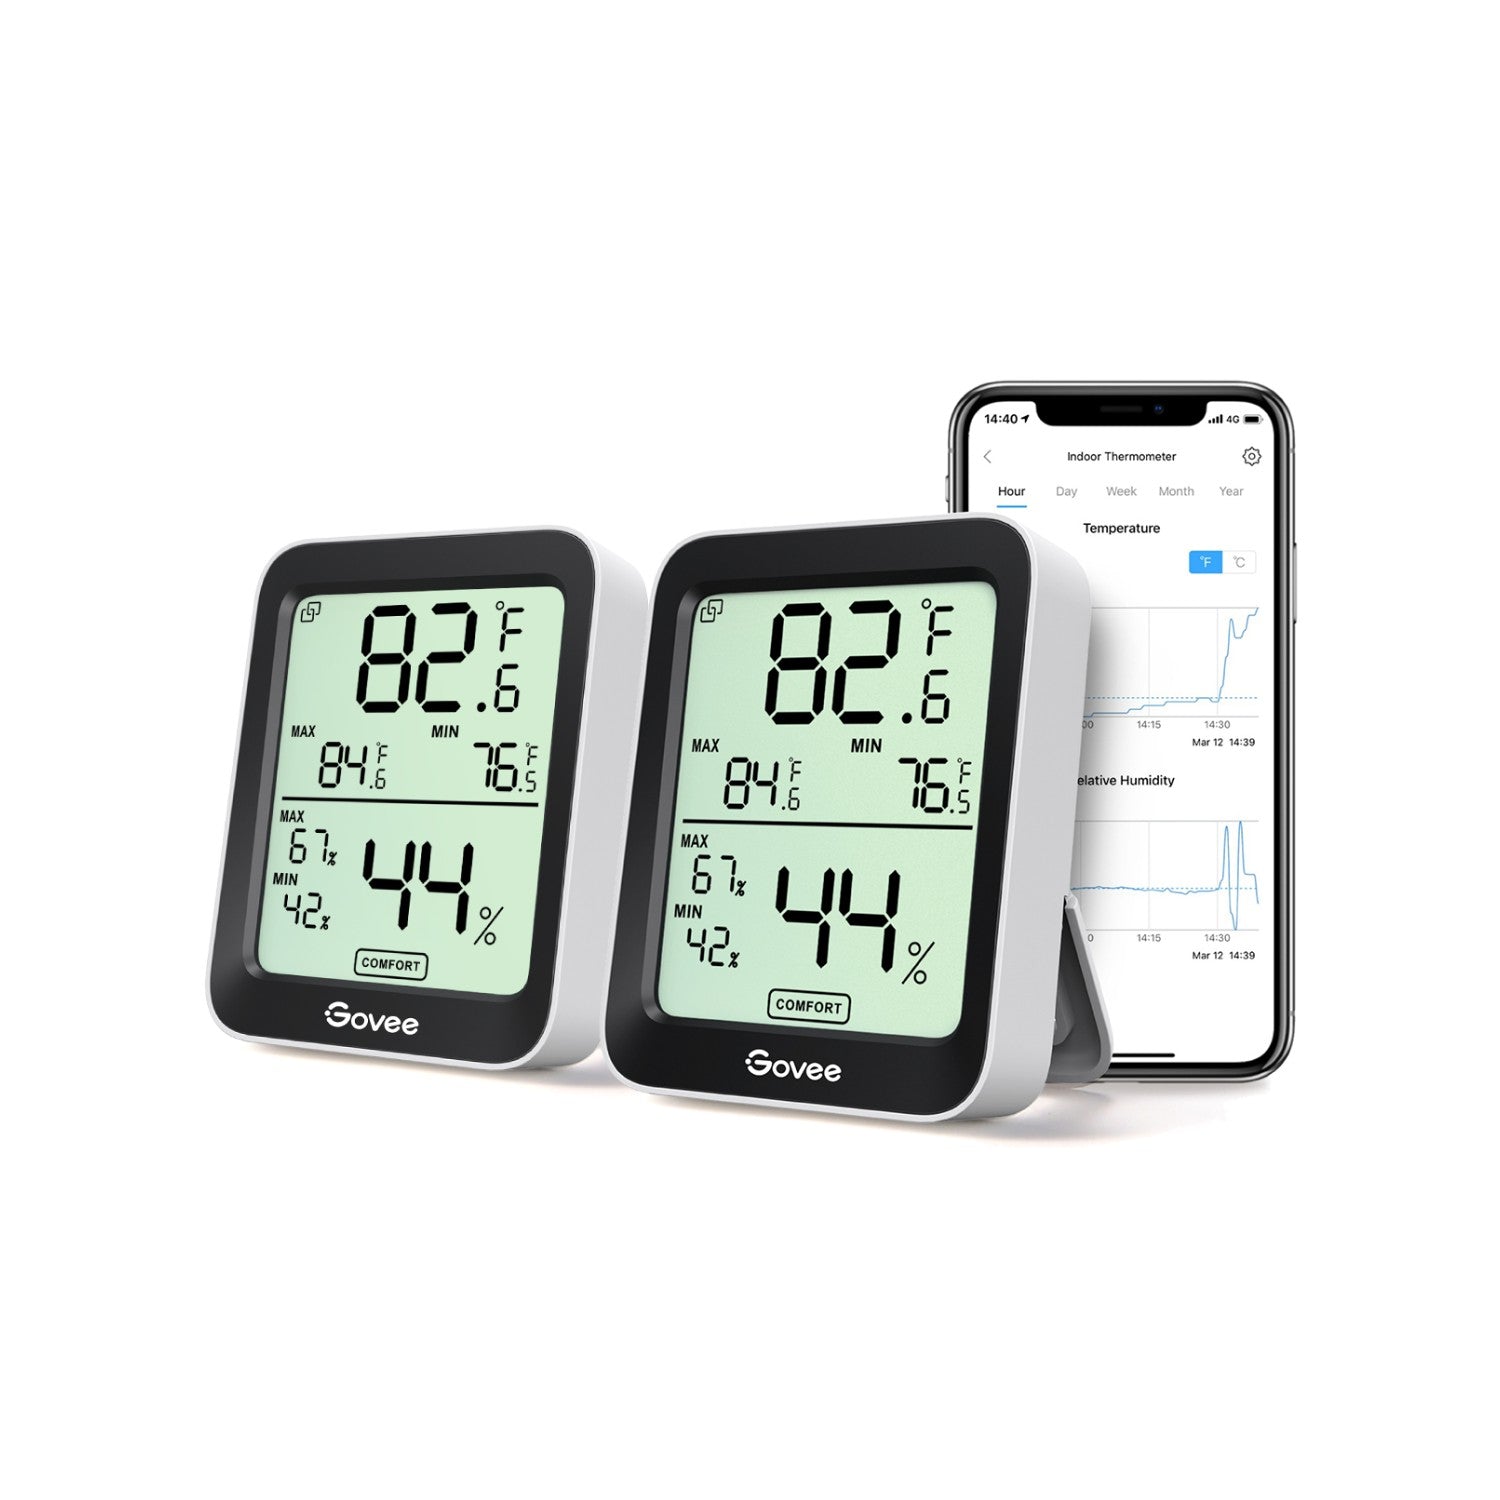 82.6 °F
MAX MIN
84.6 °F 76.5 °F
MAX
67%
MIN
42%
44%
COMFORT
Govee
82.6 °F
MAX MIN
84.6 °F 76.5 °F
MAX
67%
MIN
42%
44%
COMFORT
Govee
14:40 4G
Indoor Thermometer
Hour Day Week Month Year
Temperature
°F °C
00 14:15 14:30
Mar 12 14:39
elative Humidity
0 14:15 14:30
Mar 12 14:39